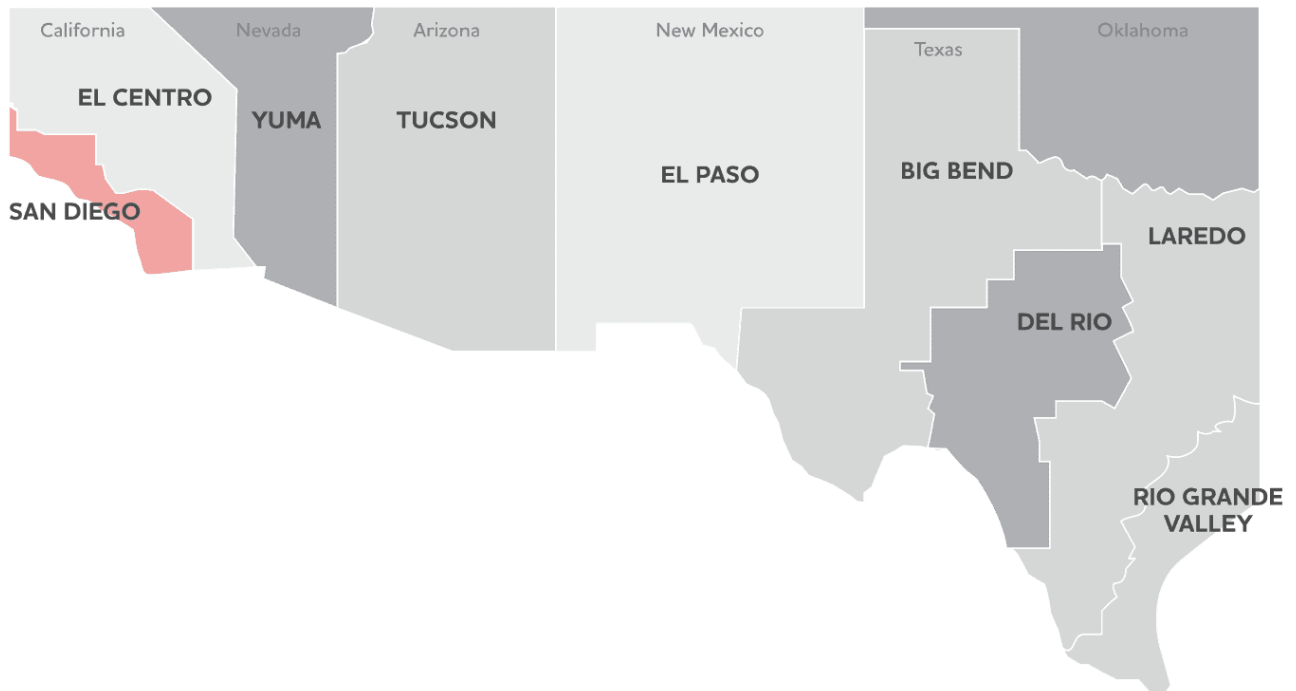 California
Nevada
Arizona
New Mexico
Oklahoma
Texas
EL CENTRO
YUMA
TUCSON
EL PASO
BIG BEND
SAN DIEGO
LAREDO
DEL RIO
RIO GRANDE
VALLEY